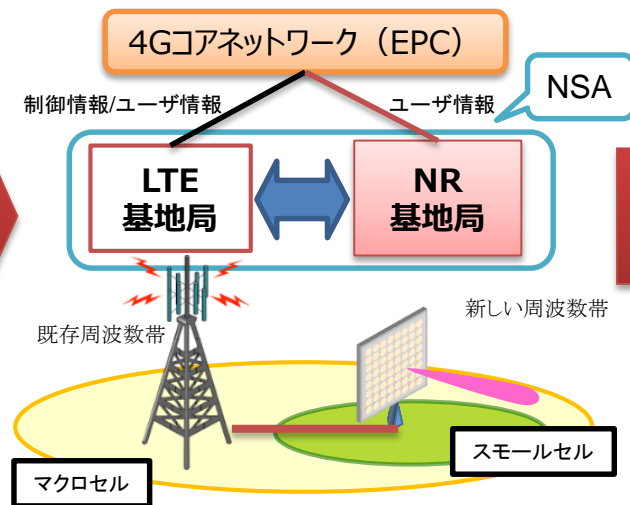 4Gコアネットワーク（EPC）
制御情報/ユーザ情報
ユーザ情報
NSA
LTE
基地局
NR
基地局
新しい周波数帯
既存周波数帯
スモールセル
マクロセル